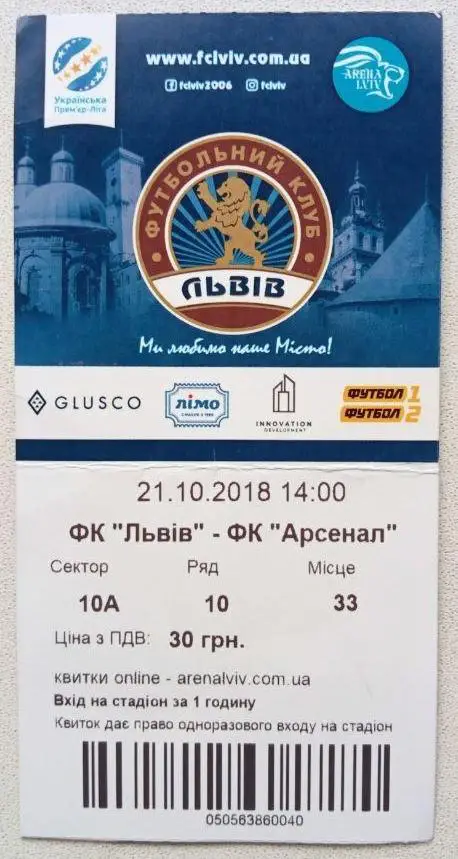 www.fclviv.com.ua
fclviv2006 fclviv
ARENA
LVIV
Українська
Прем'єр-Ліга
ФУТБОЛЬНИЙ КЛУБ
ЛЬВІВ
Ми любимо наше Місто!
GLUSCO
лімо
INNOVATION
DEVELOPMENT
ФУТБОЛ 1
ФУТБОЛ 2
21.10.2018 14:00
ФК "Львів" - ФК "Арсенал"
Сектор Ряд Місце
10А 10 33
Ціна з ПДВ: 30 грн.
квитки online - arenalviv.com.ua
Вхід на стадіон за 1 годину
Квиток дає право одноразового входу на стадіон
050563860040